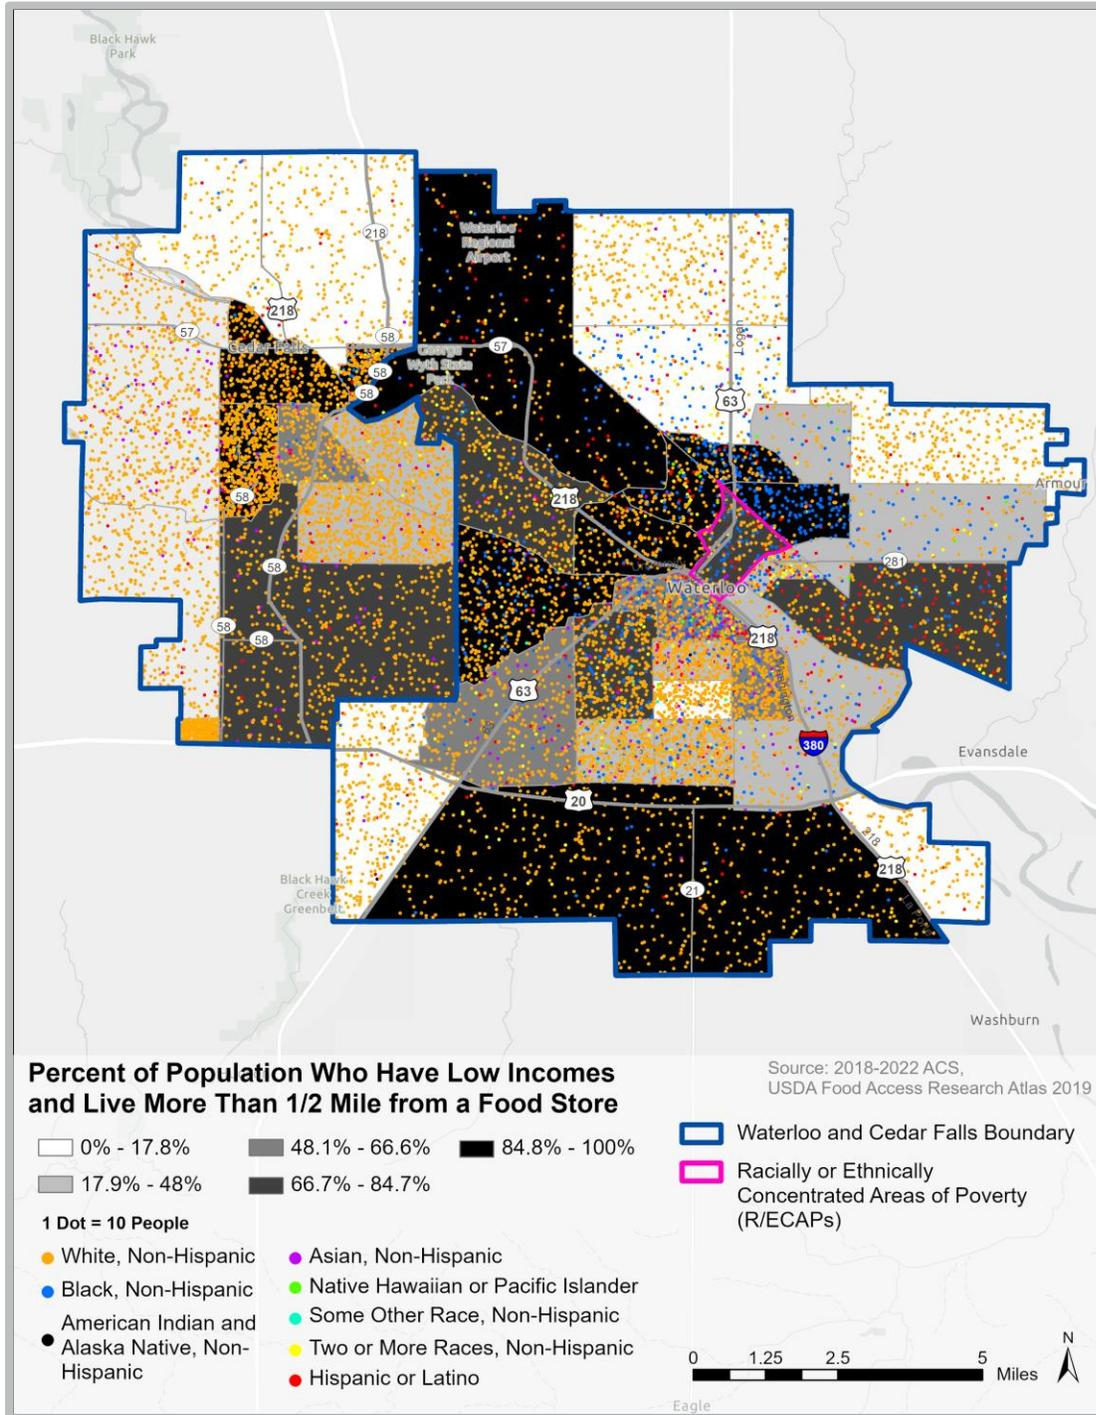 Black Hawk
Park
Waterloo
Regional
Airport
218
218
57
58
Cedar Falls
George
Wyth State
Park
57
58
58
Logan
63
58
218
Armour
281
58
Waterloo
58
58
218
63
Washington
380
Evansdale
20
218
218
Black Hawk
Creek
Greenbelt
21
La Porte
Washburn
Percent of Population Who Have Low Incomes
and Live More Than 1/2 Mile from a Food Store
0% - 17.8%
48.1% - 66.6%
84.8% - 100%
17.9% - 48%
66.7% - 84.7%
1 Dot = 10 People
White, Non-Hispanic
Black, Non-Hispanic
American Indian and
Alaska Native, Non-
Hispanic
Asian, Non-Hispanic
Native Hawaiian or Pacific Islander
Some Other Race, Non-Hispanic
Two or More Races, Non-Hispanic
Hispanic or Latino
Source: 2018-2022 ACS,
USDA Food Access Research Atlas 2019
Waterloo and Cedar Falls Boundary
Racially or Ethnically
Concentrated Areas of Poverty
(R/ECAPs)
N
0 1.25 2.5 5
Miles
Eagle